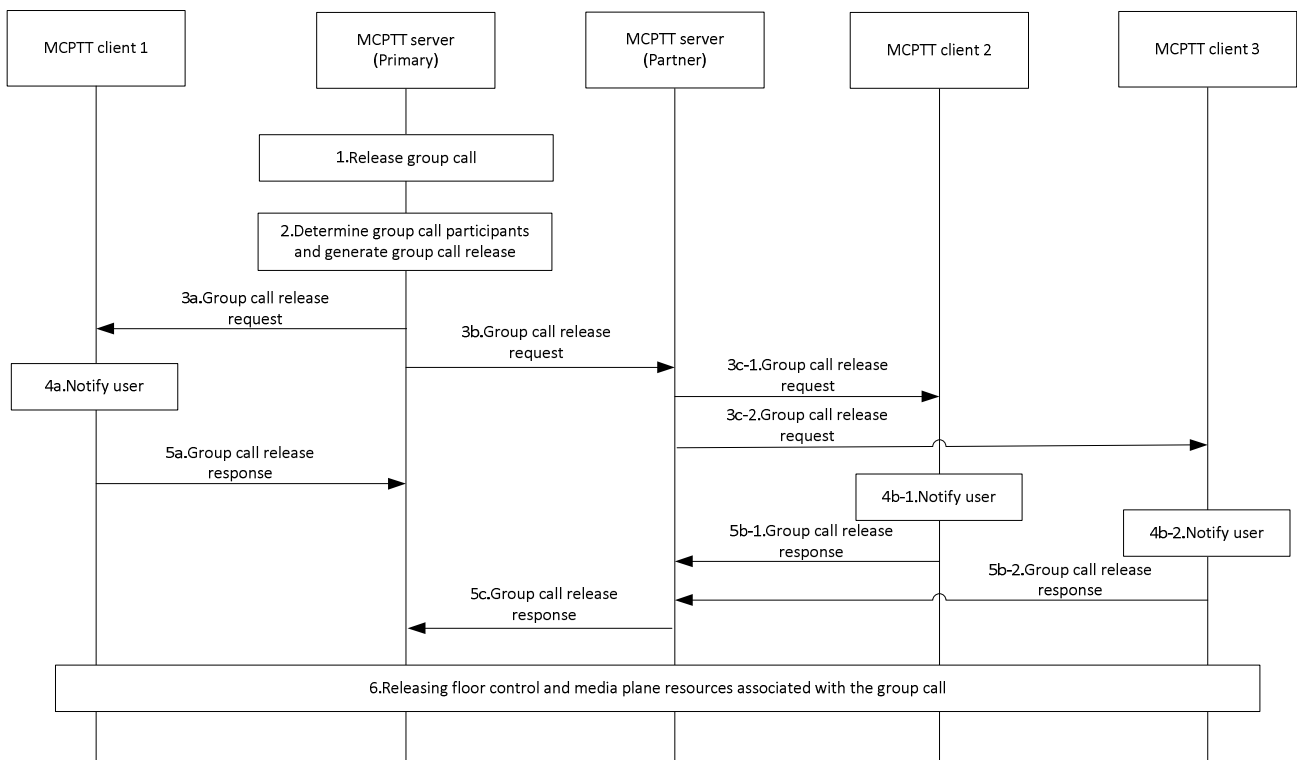 MCPTT client 1
MCPTT server
(Primary)
MCPTT server
(Partner)
MCPTT client 2
MCPTT client 3
1.Release group call
2.Determine group call participants
and generate group call release
3a.Group call release
request
3b.Group call release
request
3c-1.Group call release
request
4a.Notify user
3c-2.Group call release
request
5a.Group call release
response
4b-1.Notify user
4b-2.Notify user
5b-1.Group call release
response
5b-2.Group call release
response
5c.Group call release
response
6.Releasing floor control and media plane resources associated with the group call